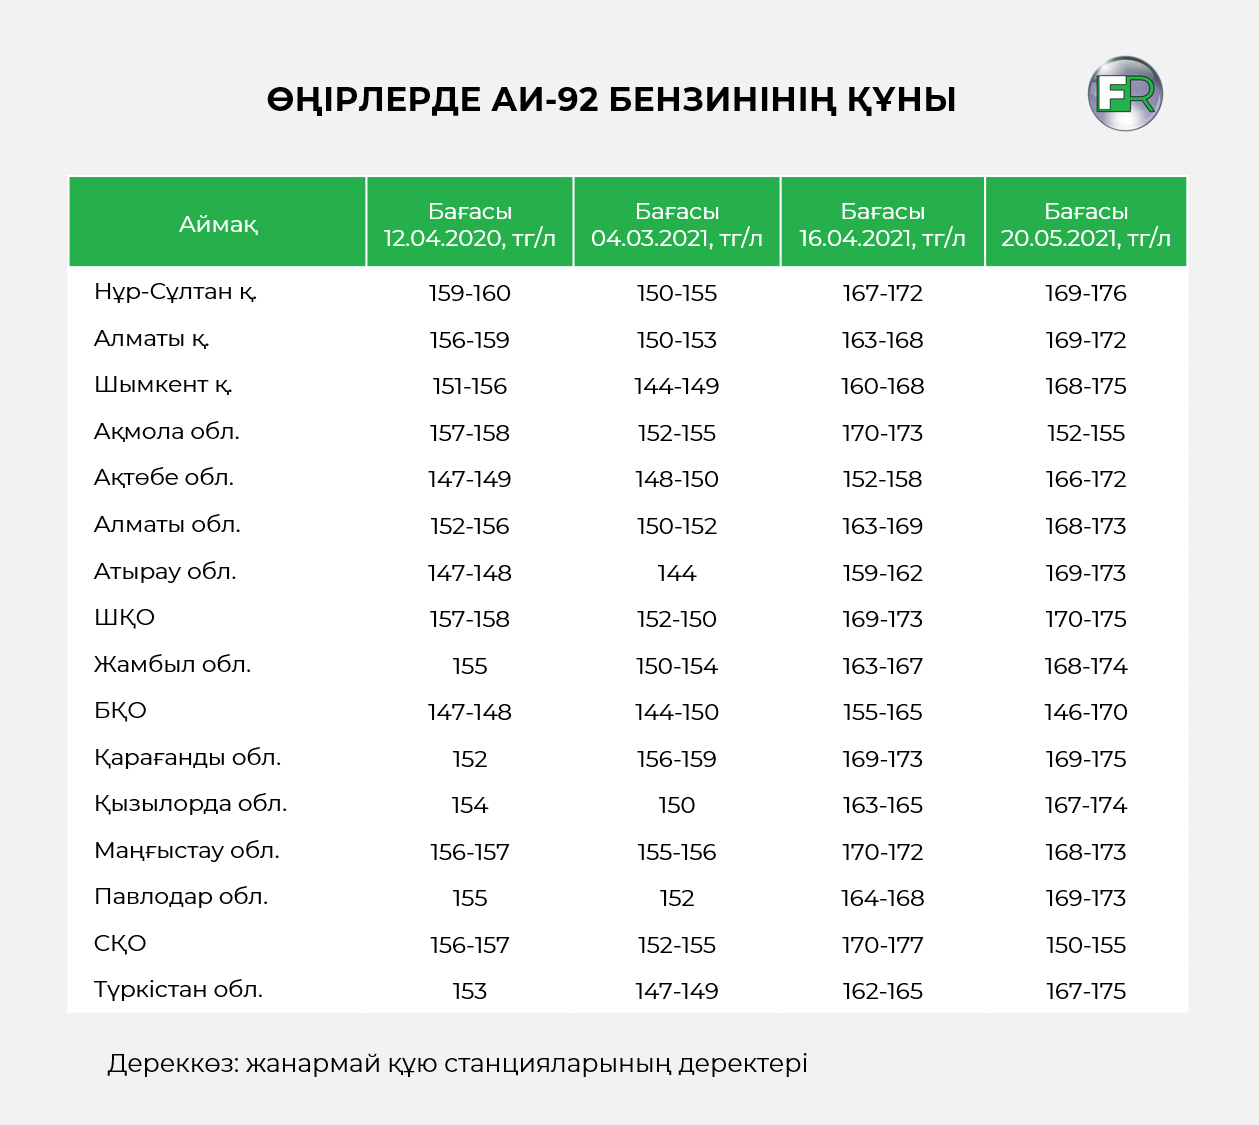 ӨҢІРЛЕРДЕ АИ-92 БЕНЗИНІНІҢ ҚҰНЫ
FR
Аймақ Бағасы 12.04.2020, тг/л Бағасы 04.03.2021, тг/л Бағасы 16.04.2021, тг/л Бағасы 20.05.2021, тг/л
Нұр-Сұлтан қ. 159-160 150-155 167-172 169-176
Алматы қ. 156-159 150-153 163-168 169-172
Шымкент қ. 151-156 144-149 160-168 168-175
Ақмола обл. 157-158 152-155 170-173 152-155
Ақтөбе обл. 147-149 148-150 152-158 166-172
Алматы обл. 152-156 150-152 163-169 168-173
Атырау обл. 147-148 144 159-162 169-173
ШҚО 157-158 152-150 169-173 170-175
Жамбыл обл. 155 150-154 163-167 168-174
БҚО 147-148 144-150 155-165 146-170
Қарағанды обл. 152 156-159 169-173 169-175
Қызылорда обл. 154 150 163-165 167-174
Маңғыстау обл. 156-157 155-156 170-172 168-173
Павлодар обл. 155 152 164-168 169-173
СҚО 156-157 152-155 170-177 150-155
Түркістан обл. 153 147-149 162-165 167-175
Дереккөз: жанармай құю станцияларының деректері